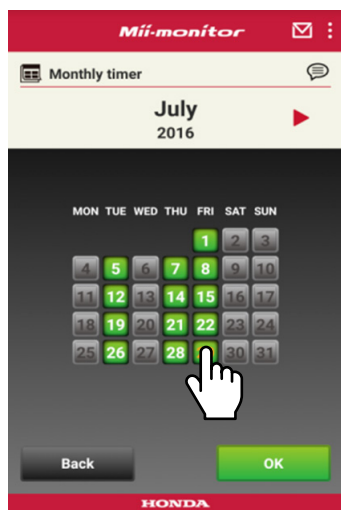 Mii-monitor
Monthly timer
July
2016
MON TUE WED THU FRI SAT SUN
1 2 3
4 5 6 7 8 9 10
11 12 13 14 15 16 17
18 19 20 21 22 23 24
25 26 27 28 30 31
Back OK
HONDA